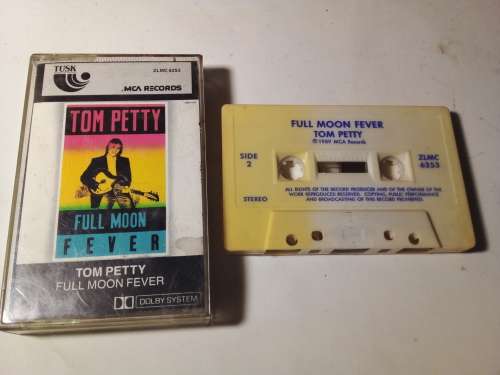 TUSK
ZLMC 6253
MCA RECORDS
TOM PETTY
FULL MOON
FEVER
TOM PETTY
FULL MOON FEVER
DOLBY SYSTEM
FULL MOON FEVER
TOM PETTY
℗1989 MCA Records
SIDE
2
ZLMC
6253
STEREO
ALL RIGHTS OF THE RECORD PRODUCER AND OF THE OWNER OF THE
WORK REPRODUCED RESERVED. COPYING, PUBLIC PERFORMANCE
AND BROADCASTING OF THIS RECORD PROHIBITED.